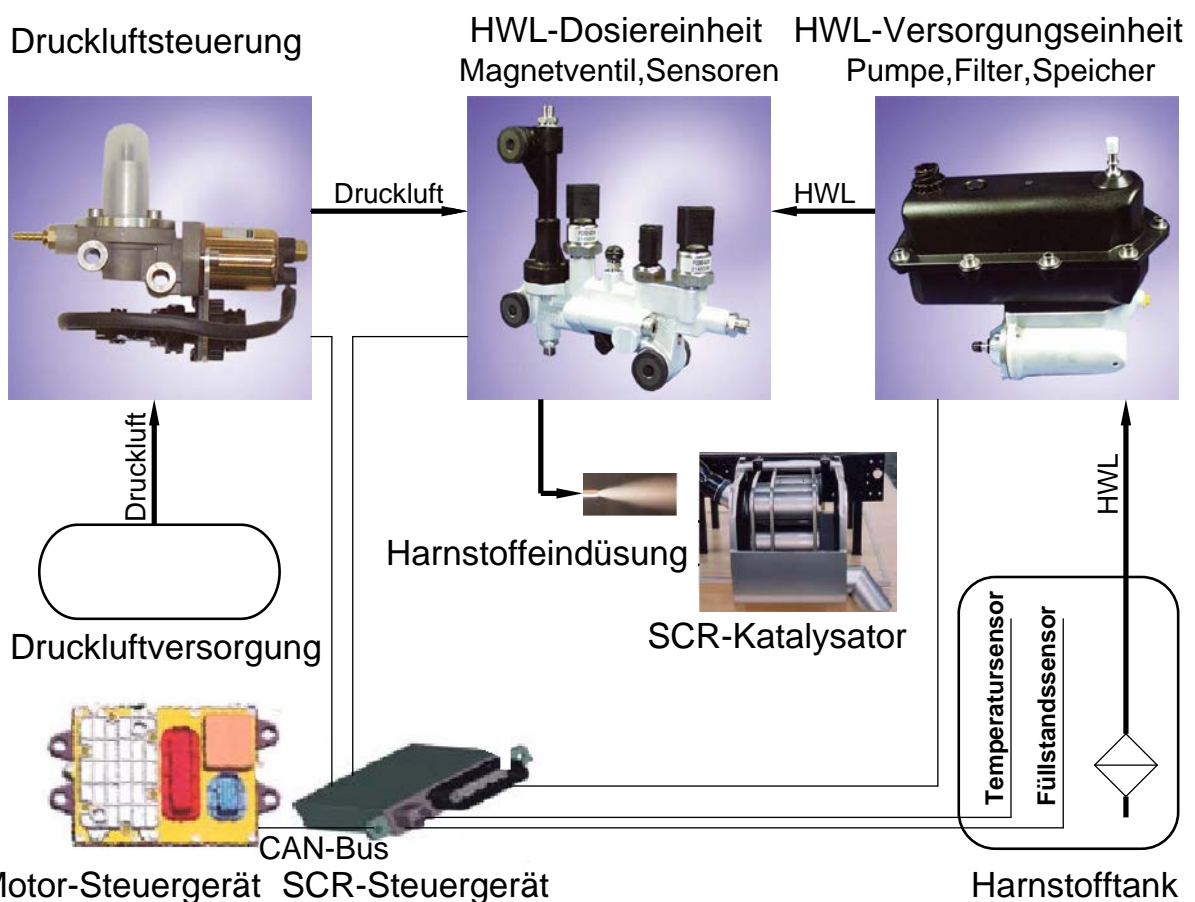 Druckluftsteuerung
HWL-Dosiereinheit
Magnetventil,Sensoren
HWL-Versorgungseinheit
Pumpe,Filter,Speicher
Druckluft
HWL
Druckluft
HWL
Harnstoffeindüsung
SCR-Katalysator
Druckluftversorgung
Temperatursensor
Füllstandssensor
CAN-Bus
Motor-Steuergerät
SCR-Steuergerät
Harnstofftank